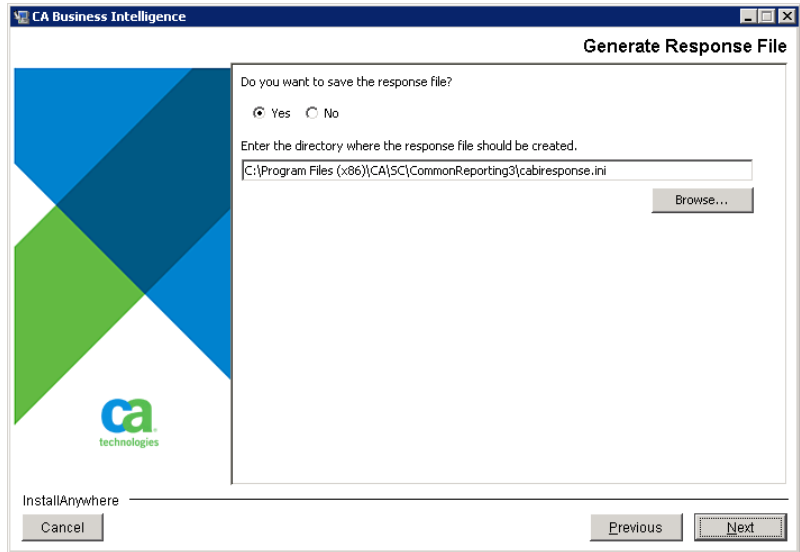 CA Business Intelligence
Generate Response File
Do you want to save the response file?
Yes No
Enter the directory where the response file should be created.
C:\Program Files (x86)\CA\SC\CommonReporting3\cabiresponse.ini
Browse...
ca
technologies
InstallAnywhere
Cancel Previous Next